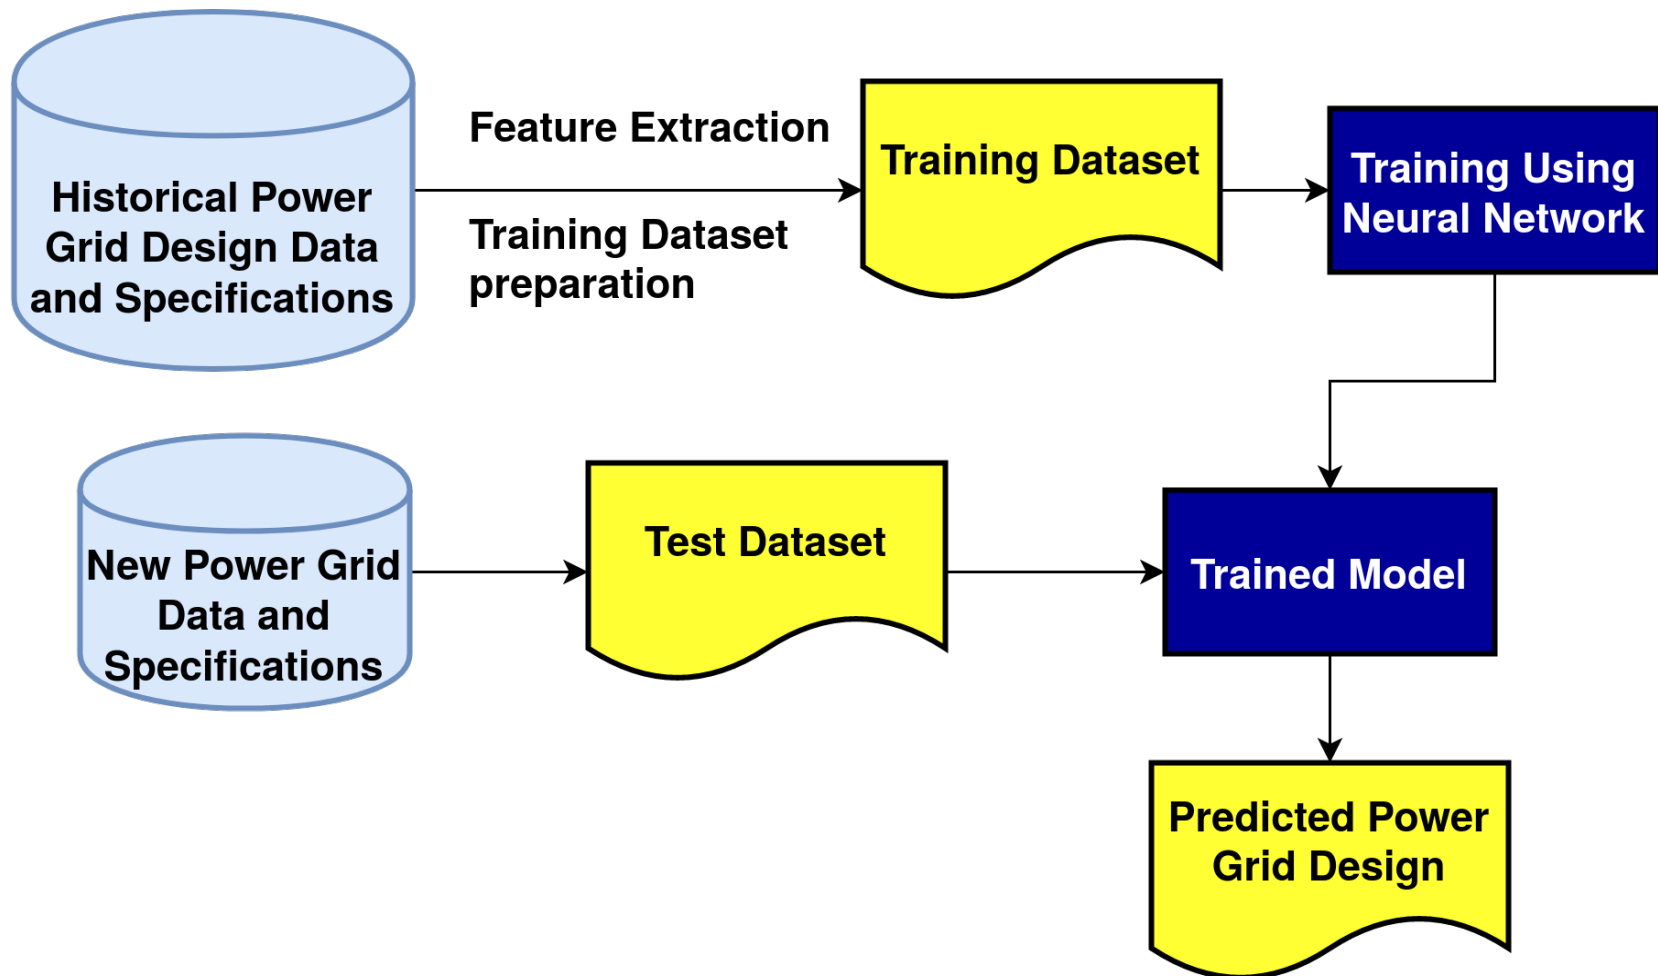 Historical Power
Grid Design Data
and Specifications
Feature Extraction
Training Dataset
preparation
Training Dataset
Training Using
Neural Network
New Power Grid
Data and
Specifications
Test Dataset
Trained Model
Predicted Power
Grid Design